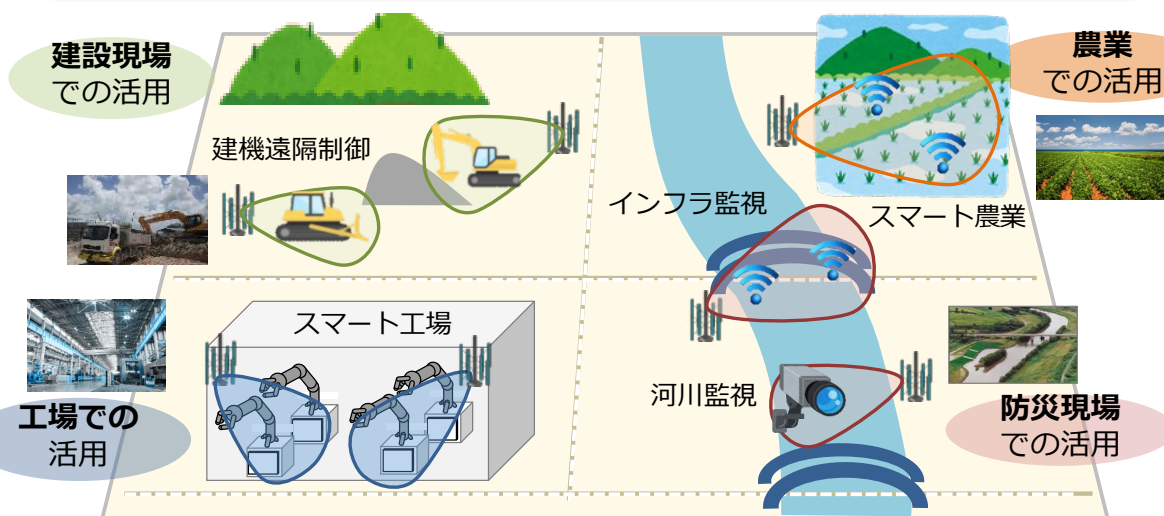 建設現場
での活用
農業
での活用
建機遠隔制御
インフラ監視
スマート農業
スマート工場
河川監視
工場での
活用
防災現場
での活用